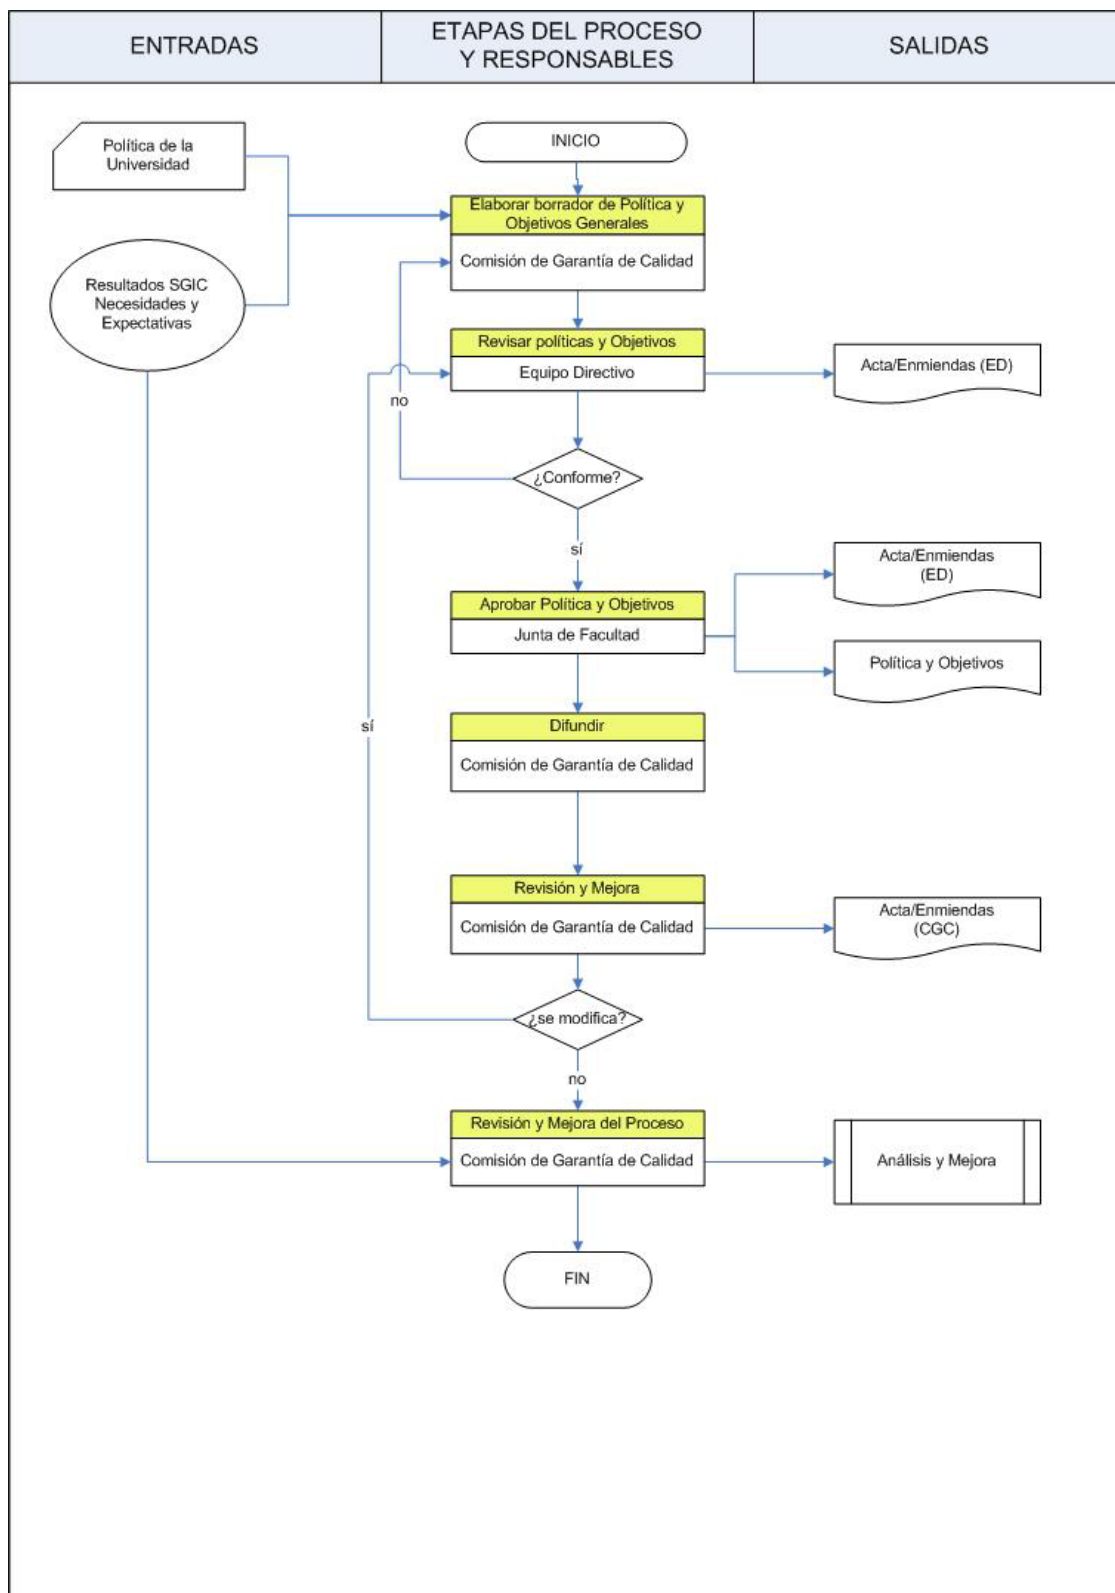 ENTRADAS
ETAPAS DEL PROCESO
Y RESPONSABLES
SALIDAS
Política de la
Universidad
INICIO
Elaborar borrador de Política y
Objetivos Generales
Comisión de Garantía de Calidad
Resultados SGIC
Necesidades y
Expectativas
Revisar políticas y Objetivos
Equipo Directivo
Acta/Enmiendas (ED)
no
¿Conforme?
sí
Acta/Enmiendas
(ED)
Aprobar Política y Objetivos
Junta de Facultad
Política y Objetivos
Difundir
sí
Comisión de Garantía de Calidad
Revisión y Mejora
Comisión de Garantía de Calidad
Acta/Enmiendas
(CGC)
¿se modifica?
no
Revisión y Mejora del Proceso
Comisión de Garantía de Calidad
Análisis y Mejora
FIN